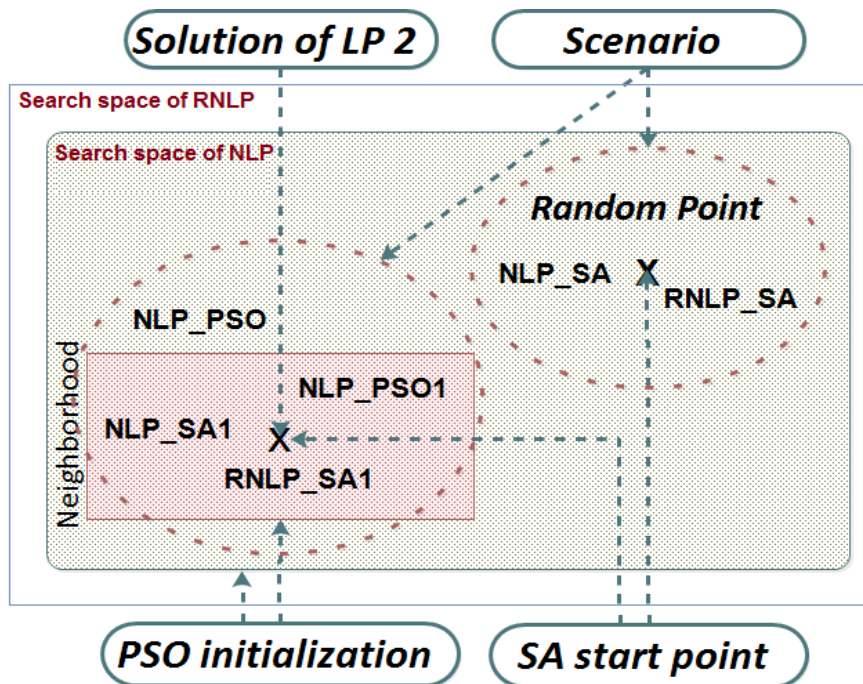 Solution of LP 2
Scenario
Search space of RNLP
Search space of NLP
Random Point
NLP_SA
X
RNLP_SA
NLP_PSO
Neighborhood
NLP_PSO1
NLP_SA1
X
RNLP_SA1
PSO initialization
SA start point